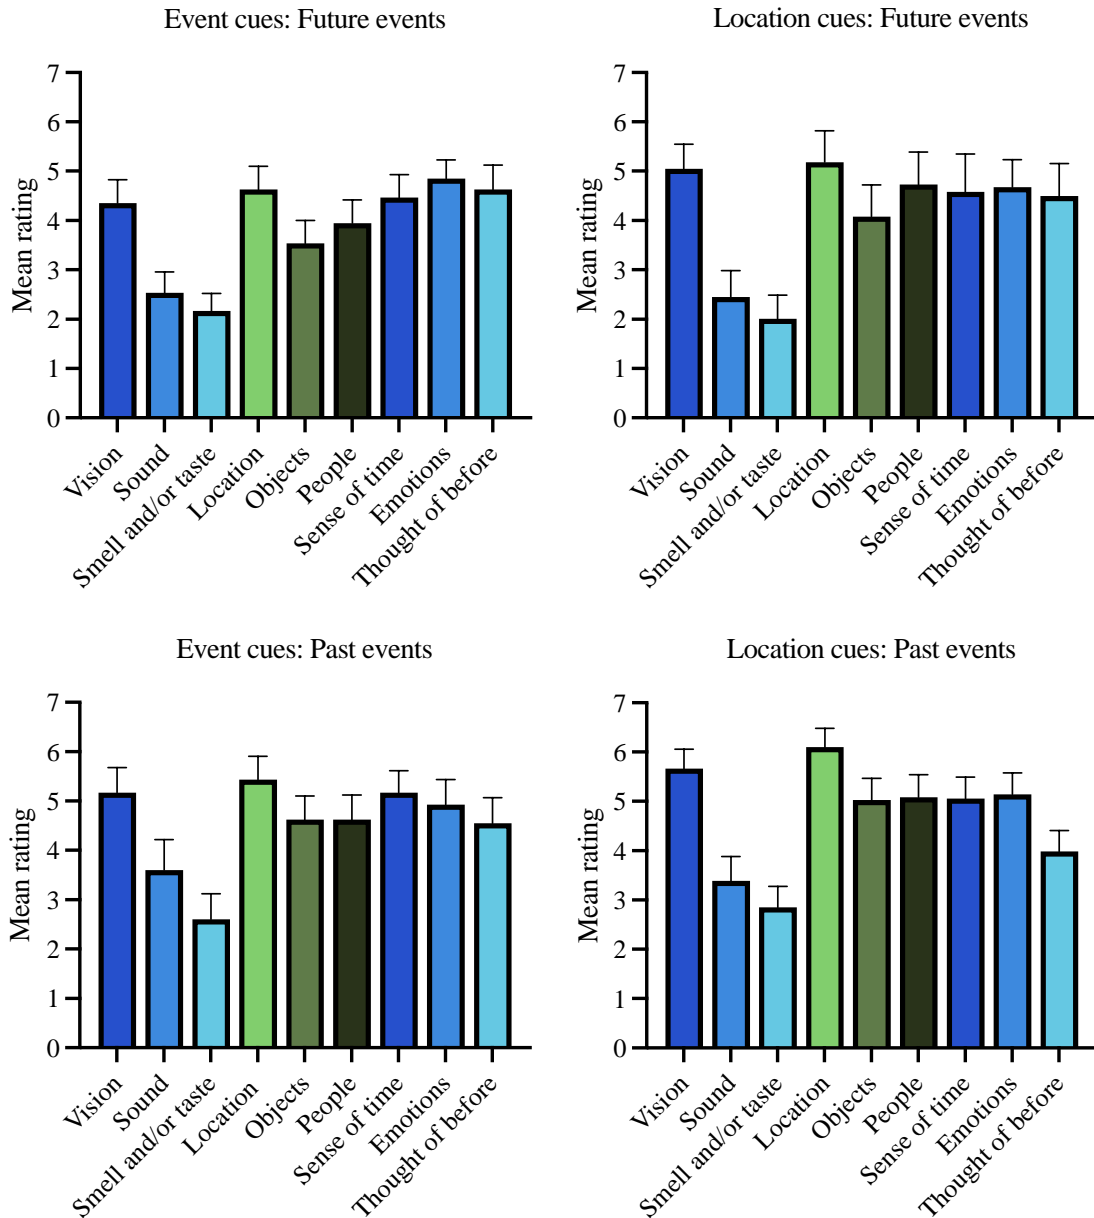 Event cues: Future events
Mean rating
7
6
5
4
3
2
1
0
Vision
Sound
Smell and/or taste
Location
Objects
People
Sense of time
Emotions
Thought of before
Location cues: Future events
Mean rating
7
6
5
4
3
2
1
0
Vision
Sound
Smell and/or taste
Location
Objects
People
Sense of time
Emotions
Thought of before
Event cues: Past events
Mean rating
7
6
5
4
3
2
1
0
Vision
Sound
Smell and/or taste
Location
Objects
People
Sense of time
Emotions
Thought of before
Location cues: Past events
Mean rating
7
6
5
4
3
2
1
0
Vision
Sound
Smell and/or taste
Location
Objects
People
Sense of time
Emotions
Thought of before